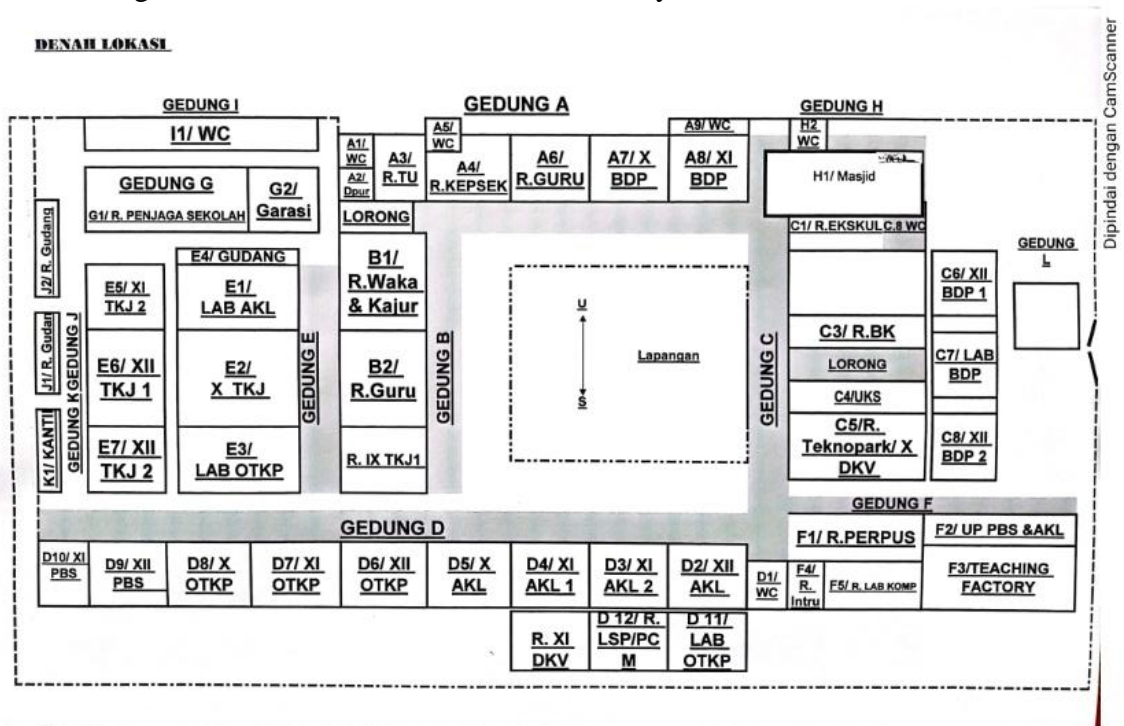 DENAH LOKASI
GEDUNG I
GEDUNG A
GEDUNG H
I1/ WC
A1/
WC
A2/
Dpur
A3/
R.TU
A5/
WC
A4/
R.KEPSEK
A6/
R.GURU
A7/ X
BDP
A9/ WC
A8/ XI
BDP
H2
WC
H1/ Masjid
GEDUNG G
G1/ R. PENJAGA SEKOLAH
G2/
Garasi
LORONG
C1/ R.EKSKUL
C.8 WC
J2/ R. Gudang
J1/ R. Gudan
K1/ KANTI
GEDUNG K
GEDUNG J
E5/ XI
TKJ 2
E6/ XII
TKJ 1
E7/ XII
TKJ 2
E4/ GUDANG
E1/
LAB AKL
E2/
X TKJ
E3/
LAB OTKP
GEDUNG E
B1/
R.Waka
& Kajur
B2/
R.Guru
R. IX TKJ1
GEDUNG B
U
S
Lapangan
GEDUNG C
C3/ R.BK
LORONG
C4/UKS
C5/R.
Teknopark/ X
DKV
C6/ XII
BDP 1
C7/ LAB
BDP
C8/ XII
BDP 2
GEDUNG
L
GEDUNG D
GEDUNG F
F1/ R.PERPUS
F2/ UP PBS &AKL
F3/TEACHING
FACTORY
F4/
R.
Intru
F5/ R. LAB KOMP
D10/ XI
PBS
D9/ XII
PBS
D8/ X
OTKP
D7/ XI
OTKP
D6/ XII
OTKP
D5/ X
AKL
D4/ XI
AKL 1
D3/ XI
AKL 2
D2/ XII
AKL
D1/
WC
R. XI
DKV
D 12/ R.
LSP/PC
M
D 11/
LAB
OTKP
Dipindai dengan CamScanner